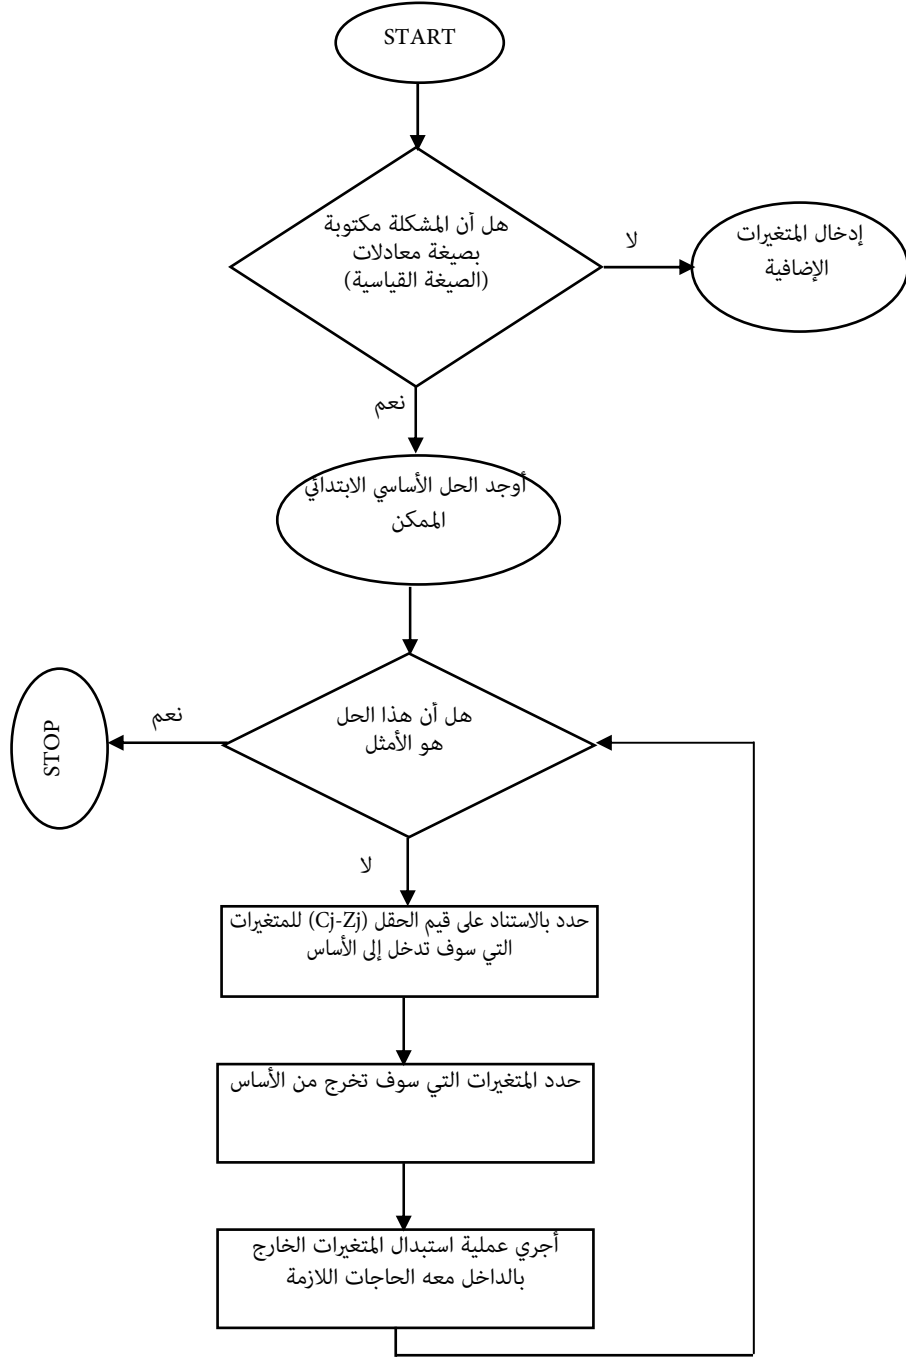 START
هل أن المشكلة مكتوبة
بصيغة معادلات
(الصيغة القياسية)
لا
إدخال المتغيرات
الإضافية
نعم
أوجد الحل الأساسي الابتدائي
الممكن
هل أن هذا الحل
هو الأمثل
نعم
STOP
لا
حدد بالاستناد على قيم الحقل (Cj-Zj) للمتغيرات
التي سوف تدخل إلى الأساس
حدد المتغيرات التي سوف تخرج من الأساس
أجري عملية استبدال المتغيرات الخارج
بالداخل معه الحاجات اللازمة